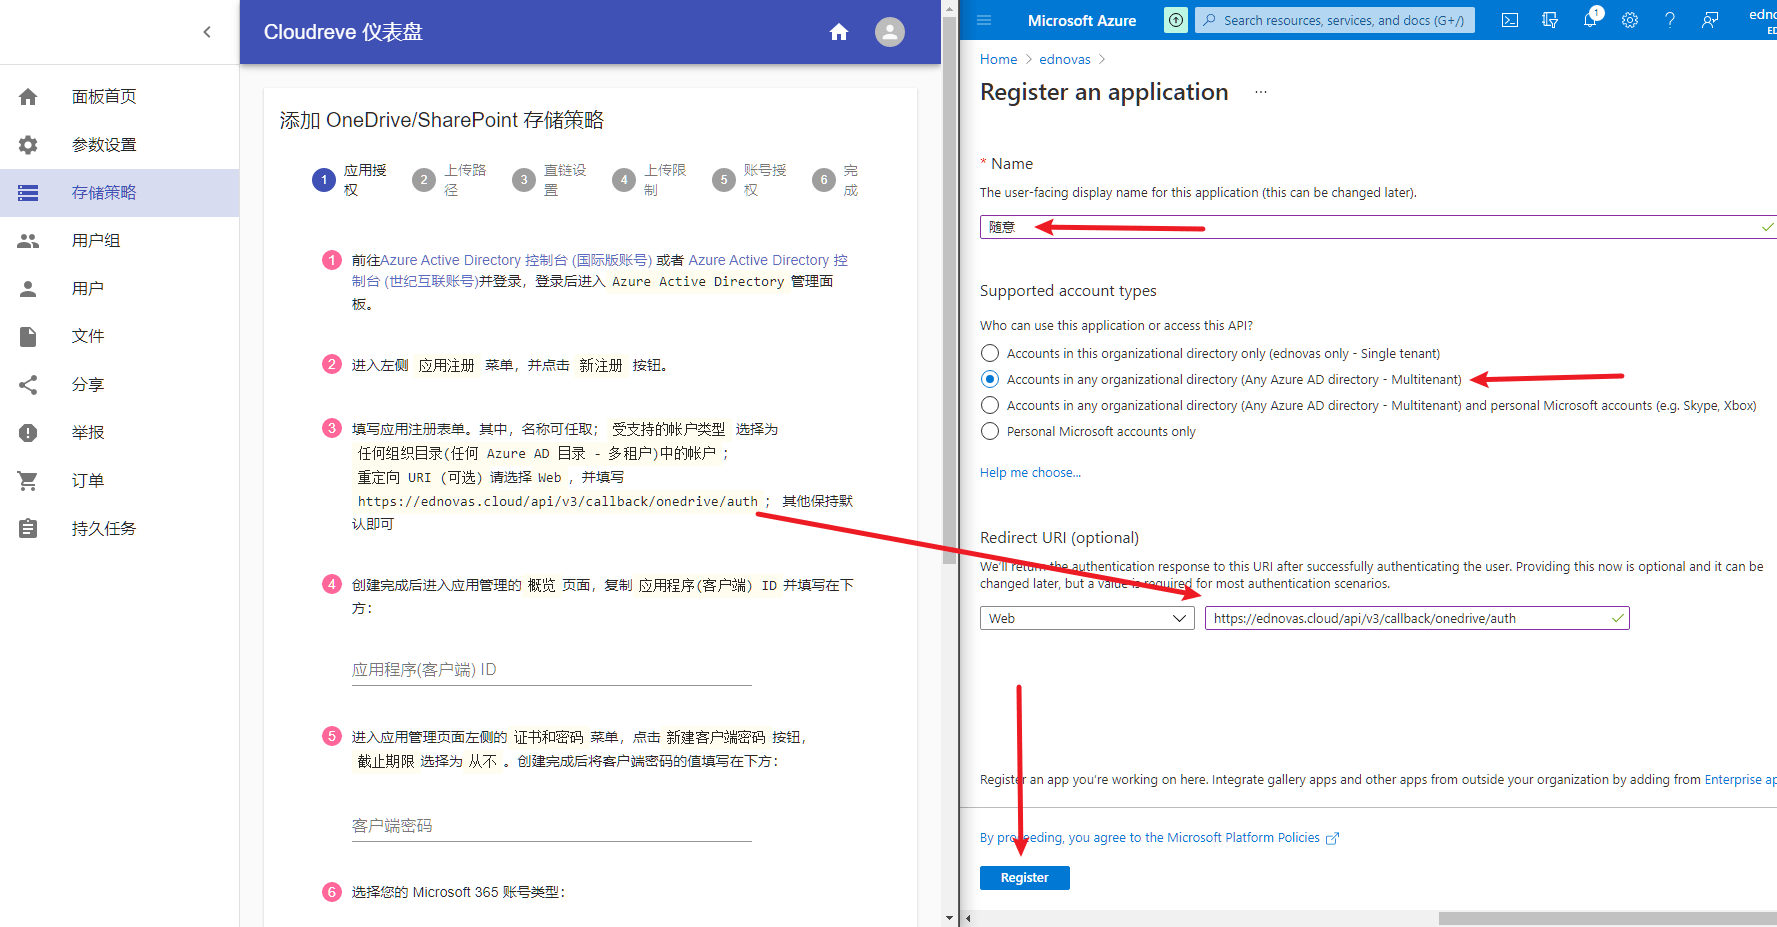 Cloudreve 仪表盘
面板首页
参数设置
存储策略
用户组
用户
文件
分享
举报
订单
持久任务
添加 OneDrive/SharePoint 存储策略
1 应用授权
2 上传路径
3 直链设置
4 上传限制
5 账号授权
6 完成
1 前往Azure Active Directory 控制台 (国际版账号) 或者 Azure Active Directory 控
制台 (世纪互联账号)并登录，登录后进入 Azure Active Directory 管理面
板。
2 进入左侧 应用注册 菜单，并点击 新注册 按钮。
3 填写应用注册表单。其中，名称可任取； 受支持的帐户类型 选择为
任何组织目录(任何 Azure AD 目录 - 多租户)中的帐户 ；
重定向 URI (可选) 请选择 Web ，并填写
https://ednovas.cloud/api/v3/callback/onedrive/auth ； 其他保持默
认即可
4 创建完成后进入应用管理的 概览 页面，复制 应用程序(客户端) ID 并填写在下
方：
应用程序(客户端) ID
5 进入应用管理页面左侧的 证书和密码 菜单，点击 新建客户端密码 按钮，
截止期限 选择为 从不 。创建完成后将客户端密码的值填写在下方：
客户端密码
6 选择您的 Microsoft 365 账号类型：
Microsoft Azure
Search resources, services, and docs (G+/)
1
Home > ednovas >
Register an application ...
* Name
The user-facing display name for this application (this can be changed later).
随意
Supported account types
Who can use this application or access this API?
Accounts in this organizational directory only (ednovas only - Single tenant)
Accounts in any organizational directory (Any Azure AD directory - Multitenant)
Accounts in any organizational directory (Any Azure AD directory - Multitenant) and personal Microsoft accounts (e.g. Skype, Xbox)
Personal Microsoft accounts only
Help me choose...
Redirect URI (optional)
We'll return the authentication response to this URI after successfully authenticating the user. Providing this now is optional and it can be
changed later, but a value is required for most authentication scenarios.
Web
https://ednovas.cloud/api/v3/callback/onedrive/auth
Register an app you're working on here. Integrate gallery apps and other apps from outside your organization by adding from Enterprise
By proceeding, you agree to the Microsoft Platform Policies
Register